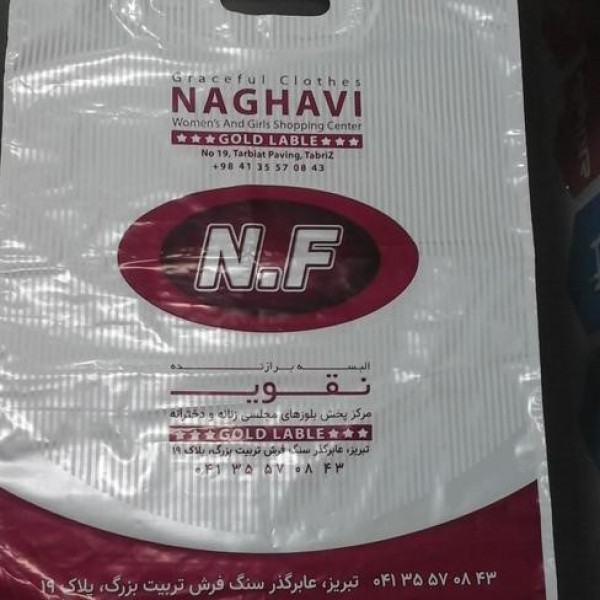 Graceful Clothes
NAGHAVI
Women's And Girls Shopping Center
★★★GOLD LABLE★★★
No 19, Tarbiat Paving, TabriZ
+98 41 35 57 08 43
N.F
البسه برازنده
نقوی
مرکز پخش بلوزهای مجلسی زنانه و دخترانه
★★★GOLD LABLE★★★
تبریز، عابرگذر سنگ فرش تربیت بزرگ، پلاک ۱۹
۰۴۱ ۳۵ ۵۷ ۰۸ ۴۳
تبریز، عابرگذر سنگ فرش تربیت بزرگ، پلاک ۱۹ ۰۴۱ ۳۵ ۵۷ ۰۸ ۴۳